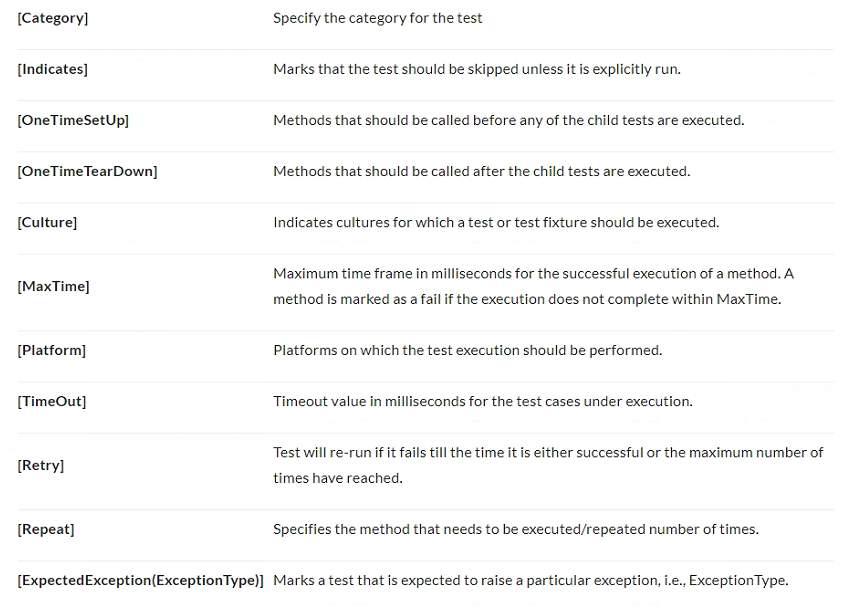 [Category] Specify the category for the test
[Indicates] Marks that the test should be skipped unless it is explicitly run.
[OneTimeSetUp] Methods that should be called before any of the child tests are executed.
[OneTimeTearDown] Methods that should be called after the child tests are executed.
[Culture] Indicates cultures for which a test or test fixture should be executed.
[MaxTime] Maximum time frame in milliseconds for the successful execution of a method. A
method is marked as a fail if the execution does not complete within MaxTime.
[Platform] Platforms on which the test execution should be performed.
[TimeOut] Timeout value in milliseconds for the test cases under execution.
[Retry] Test will re-run if it fails till the time it is either successful or the maximum number of
times have reached.
[Repeat] Specifies the method that needs to be executed/repeated number of times.
[ExpectedException(ExceptionType)] Marks a test that is expected to raise a particular exception, i.e., ExceptionType.